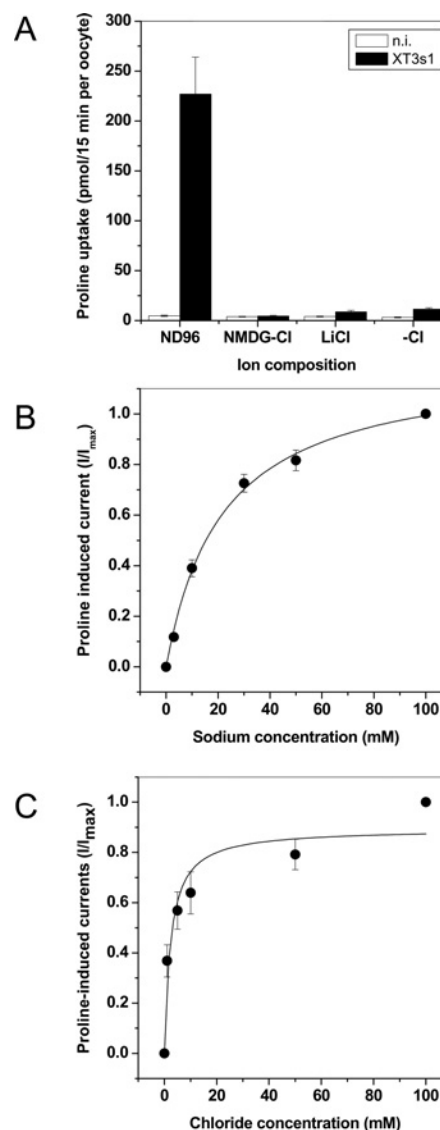 A
Proline uptake (pmol/15 min per oocyte)
300
250
200
150
100
50
0
n.i.
XT3s1
ND96 NMDG-Cl LiCl -Cl
Ion composition
B
Proline induced current (I/Imax)
1.0
0.8
0.6
0.4
0.2
0.0
0 20 40 60 80 100
Sodium concentration (mM)
C
Proline-induced currents (I/Imax)
1.0
0.8
0.6
0.4
0.2
0.0
0 20 40 60 80 100
Chloride concentration (mM)